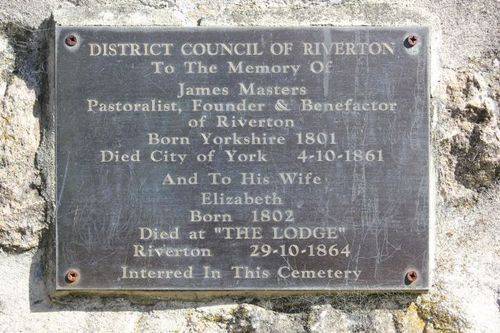 DISTRICT COUNCIL OF RIVERTON
To The Memory Of
James Masters
Pastoralist, Founder & Benefactor
of Riverton
Born Yorkshire 1801
Died City of York 4-10-1861
And To His Wife
Elizabeth
Born 1802
Died at "THE LODGE"
Riverton 29-10-1864
Interred In This Cemetery